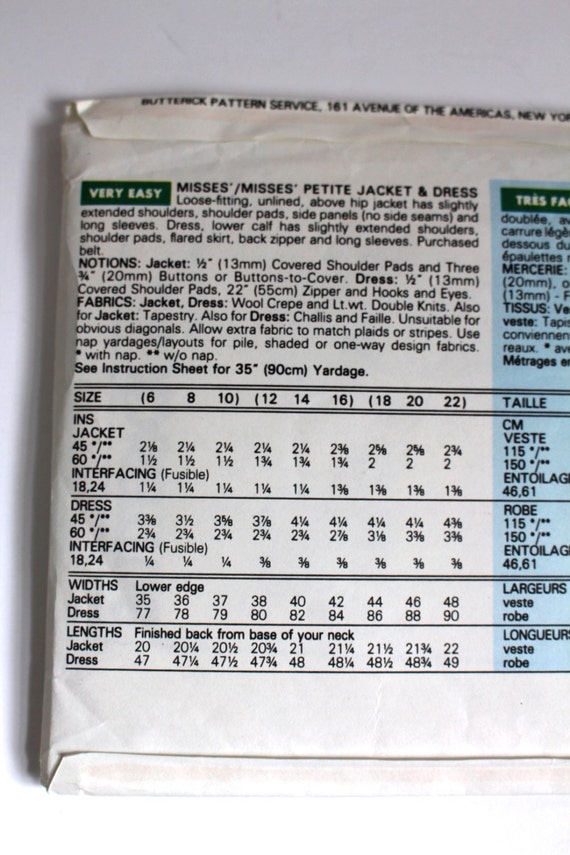 BUTTERICK PATTERN SERVICE, 161 AVENUE OF THE AMERICAS, NEW YOR
VERY EASY MISSES'/MISSES' PETITE JACKET & DRESS
Loose-fitting, unlined, above hip jacket has slightly
extended shoulders, shoulder pads, side panels (no side seams) and
long sleeves. Dress, lower calf has slightly extended shoulders,
shoulder pads, flared skirt, back zipper and long sleeves. Purchased
belt.
NOTIONS: Jacket: ½" (13mm) Covered Shoulder Pads and Three
¾" (20mm) Buttons or Buttons-to-Cover. Dress: ½" (13mm)
Covered Shoulder Pads, 22" (55cm) Zipper and Hooks and Eyes.
FABRICS: Jacket, Dress: Wool Crepe and Lt.wt. Double Knits. Also
for Jacket: Tapestry. Also for Dress: Challis and Faille. Unsuitable for
obvious diagonals. Allow extra fabric to match plaids or stripes. Use
nap yardages/layouts for pile, shaded or one-way design fabrics.
* with nap. ** w/o nap.
See Instruction Sheet for 35" (90cm) Yardage.
SIZE (6 8 10) (12 14 16) (18 20 22)
INS
JACKET
45*/** 2⅛ 2¼ 2¼ 2¼ 2¼ 2⅜ 2⅝ 2⅝ 2¾
60*/** 1½ 1½ 1½ 1¾ 1¾ 1¾ 2 2 2
INTERFACING (Fusible)
18,24 1¼ 1¼ 1¼ 1¼ 1¼ 1⅜ 1⅜ 1⅜ 1⅜
DRESS
45*/** 3⅜ 3½ 3⅝ 3⅞ 4¼ 4¼ 4¼ 4¼ 4⅜
60*/** 2¾ 2¾ 2¾ 2¾ 2¾ 2⅞ 3⅛ 3⅜ 3⅜
INTERFACING (Fusible)
18,24 ¼ ¼ ¼ ⅜ ⅜ ⅜ ⅜ ⅜ ⅜
WIDTHS Lower edge
Jacket 35 36 37 38 40 42 44 46 48
Dress 77 78 79 80 82 84 86 88 90
LENGTHS Finished back from base of your neck
Jacket 20 20¼ 20½ 20¾ 21 21¼ 21½ 21¾ 22
Dress 47 47¼ 47½ 47¾ 48 48¼ 48½ 48¾ 49
TRÈS FA
doublée, av
carrure légè
dessous du
épaulettes
MERCERIE:
(20mm), o
(13mm) - F
TISSUS: Ve
veste: Tapis
conviennen
reaux. * ave
Métrages en
TAILLE
CM
VESTE
115*/**
150*/**
ENTOILAG
46,61
ROBE
115*/**
150*/**
ENTOILAG
46,61
LARGEURS
veste
robe
LONGUEURS
veste
robe